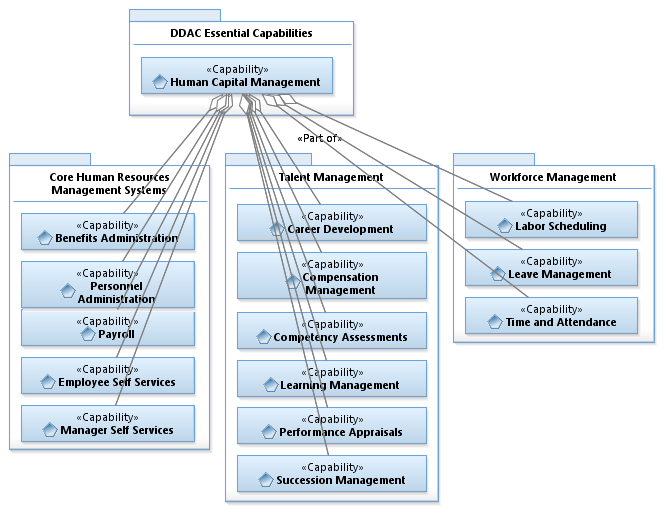 DDAC Essential Capabilities
«Capability»
Human Capital Management
«Part of»
Core Human Resources
Management Systems
«Capability»
Benefits Administration
«Capability»
Personnel
Administration
«Capability»
Payroll
«Capability»
Employee Self Services
«Capability»
Manager Self Services
Talent Management
«Capability»
Career Development
«Capability»
Compensation
Management
«Capability»
Competency Assessments
«Capability»
Learning Management
«Capability»
Performance Appraisals
«Capability»
Succession Management
Workforce Management
«Capability»
Labor Scheduling
«Capability»
Leave Management
«Capability»
Time and Attendance